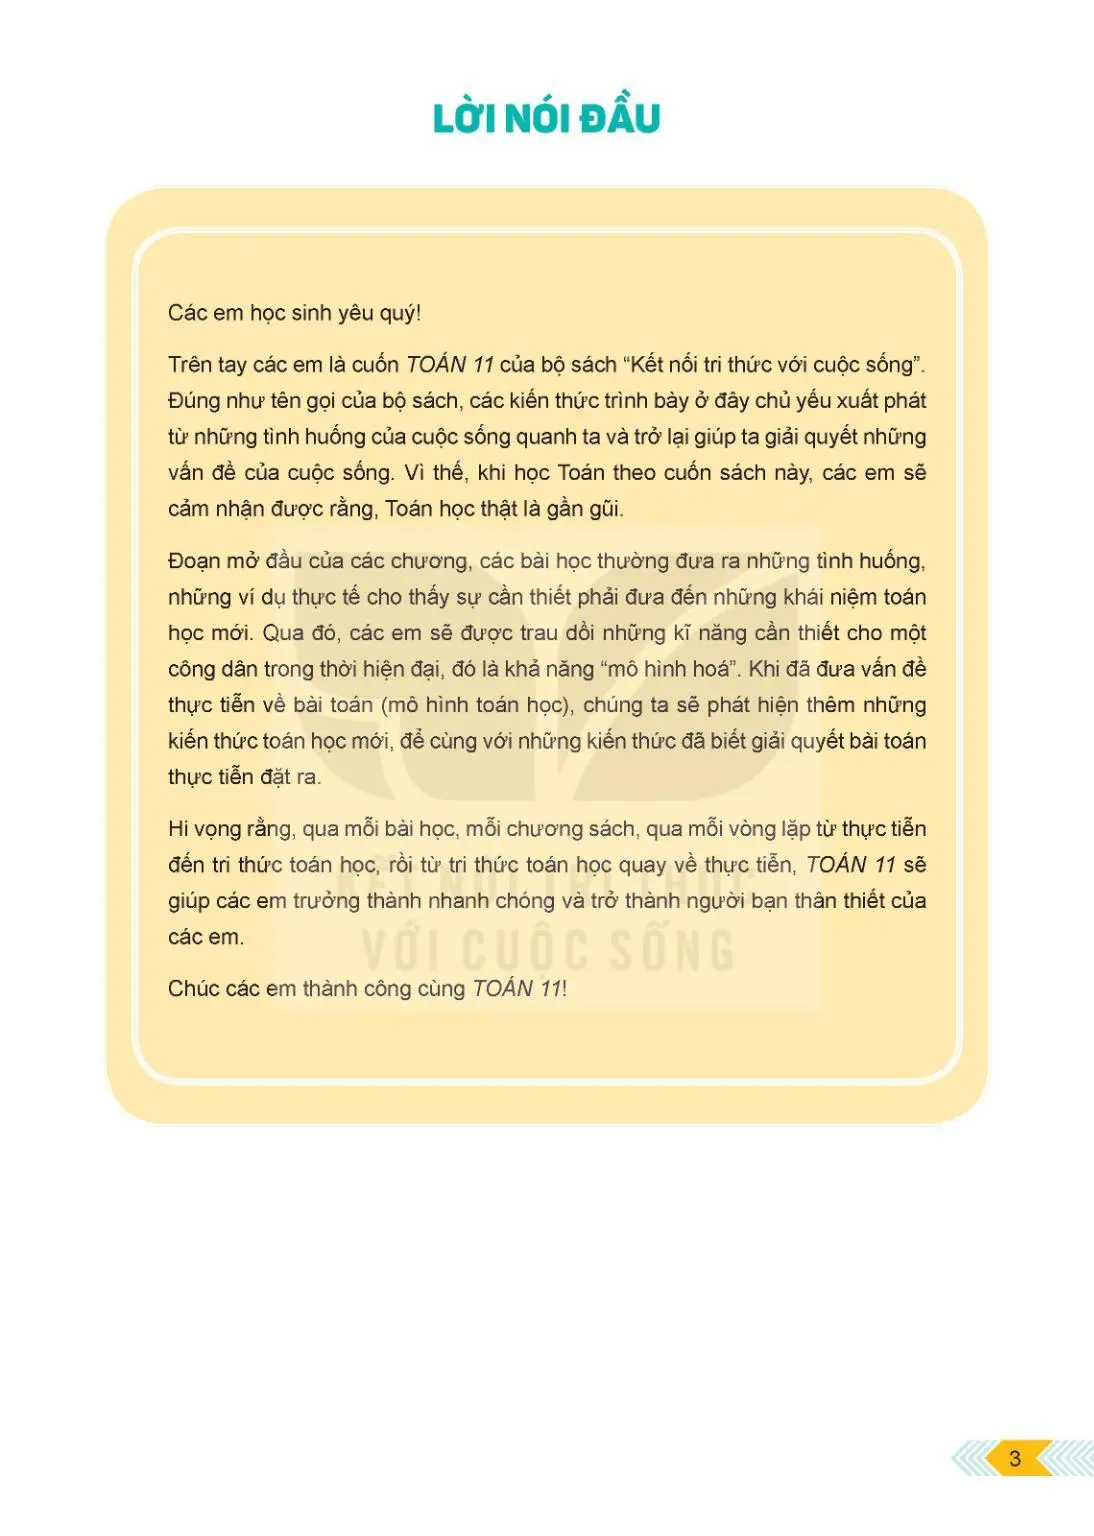 LỜI NÓI ĐẦU
Các em học sinh yêu quý!
Trên tay các em là cuốn TOÁN 11 của bộ sách “Kết nối tri thức với cuộc sống”.
Đúng như tên gọi của bộ sách, các kiến thức trình bày ở đây chủ yếu xuất phát
từ những tình huống của cuộc sống quanh ta và trở lại giúp ta giải quyết những
vấn đề của cuộc sống. Vì thế, khi học Toán theo cuốn sách này, các em sẽ
cảm nhận được rằng, Toán học thật là gần gũi.
Đoạn mở đầu của các chương, các bài học thường đưa ra những tình huống,
những ví dụ thực tế cho thấy sự cần thiết phải đưa đến những khái niệm toán
học mới. Qua đó, các em sẽ được trau dồi những kĩ năng cần thiết cho một
công dân trong thời hiện đại, đó là khả năng “mô hình hoá”. Khi đã đưa vấn đề
thực tiễn về bài toán (mô hình toán học), chúng ta sẽ phát hiện thêm những
kiến thức toán học mới, để cùng với những kiến thức đã biết giải quyết bài toán
thực tiễn đặt ra.
Hi vọng rằng, qua mỗi bài học, mỗi chương sách, qua mỗi vòng lặp từ thực tiễn
đến tri thức toán học, rồi từ tri thức toán học quay về thực tiễn, TOÁN 11 sẽ
giúp các em trưởng thành nhanh chóng và trở thành người bạn thân thiết của
các em.
Chúc các em thành công cùng TOÁN 11!
KẾT NỐI TRI THỨC
VỚI CUỘC SỐNG
3